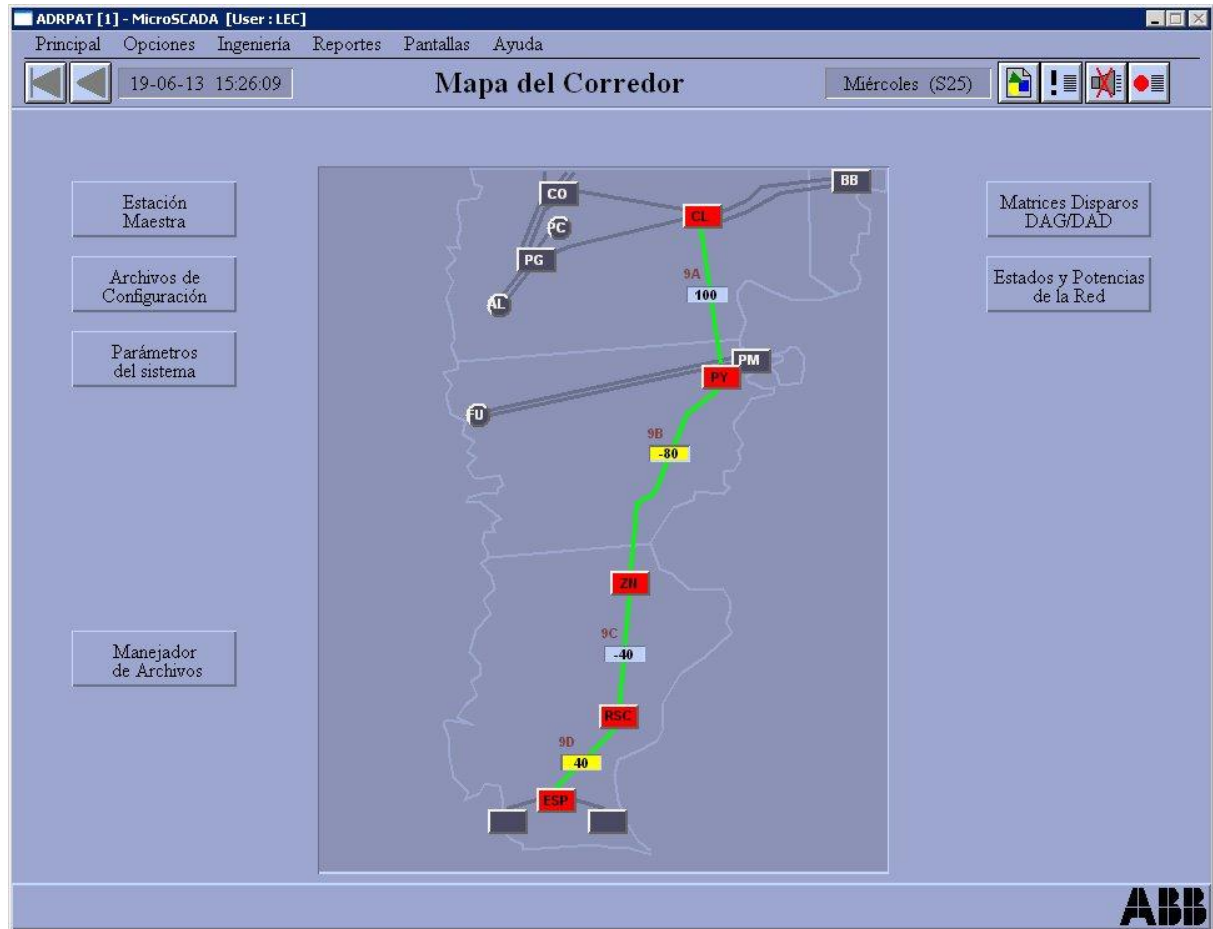 ADRPAT [1] - MicroSCADA [User : LEC]
Principal Opciones Ingeniería Reportes Pantallas Ayuda
19-06-13 15:26:09
Mapa del Corredor
Miércoles (S25)
Estación
Maestra
Archivos de
Configuración
Parámetros
del sistema
Manejador
de Archivos
CO
BB
PC
CL
PG
9A
100
AL
PM
PY
FU
9B
-80
ZN
9C
-40
RSC
9D
40
ESP
Matrices Disparos
DAG/DAD
Estados y Potencias
de la Red
ABB